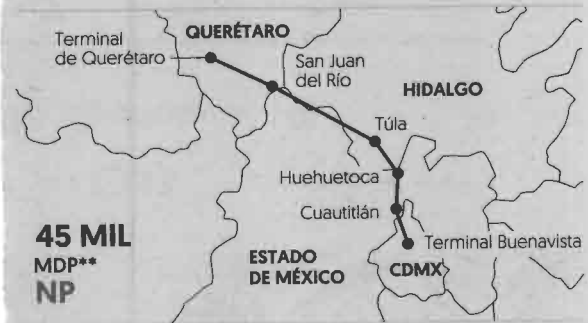 QUERÉTARO
Terminal
de Querétaro
San Juan
del Río
HIDALGO
Túla
Huehuetoca
Cuautitlán
Terminal Buenavista
CDMX
ESTADO
DE MÉXICO
45 MIL
MDP**
NP